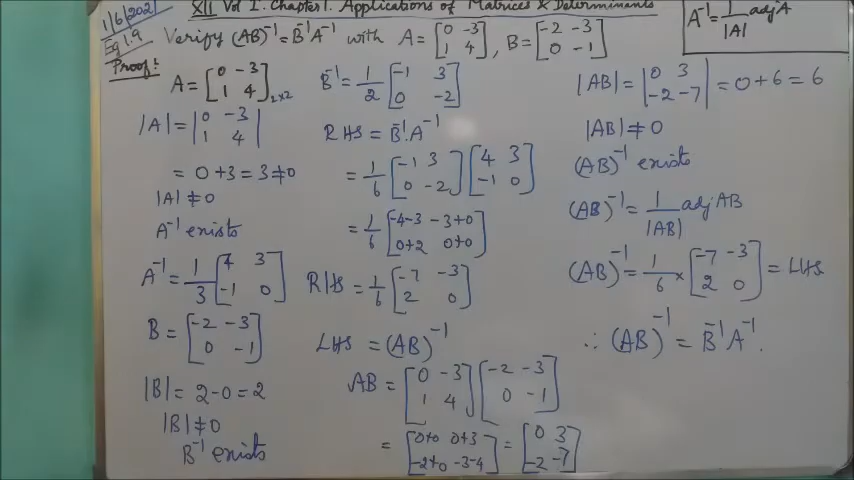 XII Vol I. Chapter 1. Applications of Matrices & Determinants
1/6/2021
Eg 1.9
Verify (AB)⁻¹ = B⁻¹A⁻¹ with A = [0 -3; 1 4], B = [-2 -3; 0 -1]
A⁻¹ = 1/|A| adj A
Proof:
A = [0 -3; 1 4] 2x2
|A| = |0 -3; 1 4|
= 0+3 = 3 ≠ 0
|A| ≠ 0
A⁻¹ exists
A⁻¹ = 1/3 [4 3; -1 0]
B = [-2 -3; 0 -1]
|B| = 2-0 = 2
|B| ≠ 0
B⁻¹ exists
B⁻¹ = 1/2 [-1 3; 0 -2]
RHS = B⁻¹A⁻¹
= 1/6 [-1 3; 0 -2] [4 3; -1 0]
= 1/6 [-4-3 -3+0; 0+2 0+0]
RHS = 1/6 [-7 -3; 2 0]
LHS = (AB)⁻¹
AB = [0 -3; 1 4] [-2 -3; 0 -1]
= [0+0 0+3; -2+0 -3-4] = [0 3; -2 -7]
|AB| = |0 3; -2 -7| = 0+6 = 6
|AB| ≠ 0
(AB)⁻¹ exists
(AB)⁻¹ = 1/|AB| adj AB
(AB)⁻¹ = 1/6 × [-7 -3; 2 0] = LHS
∴ (AB)⁻¹ = B⁻¹A⁻¹.